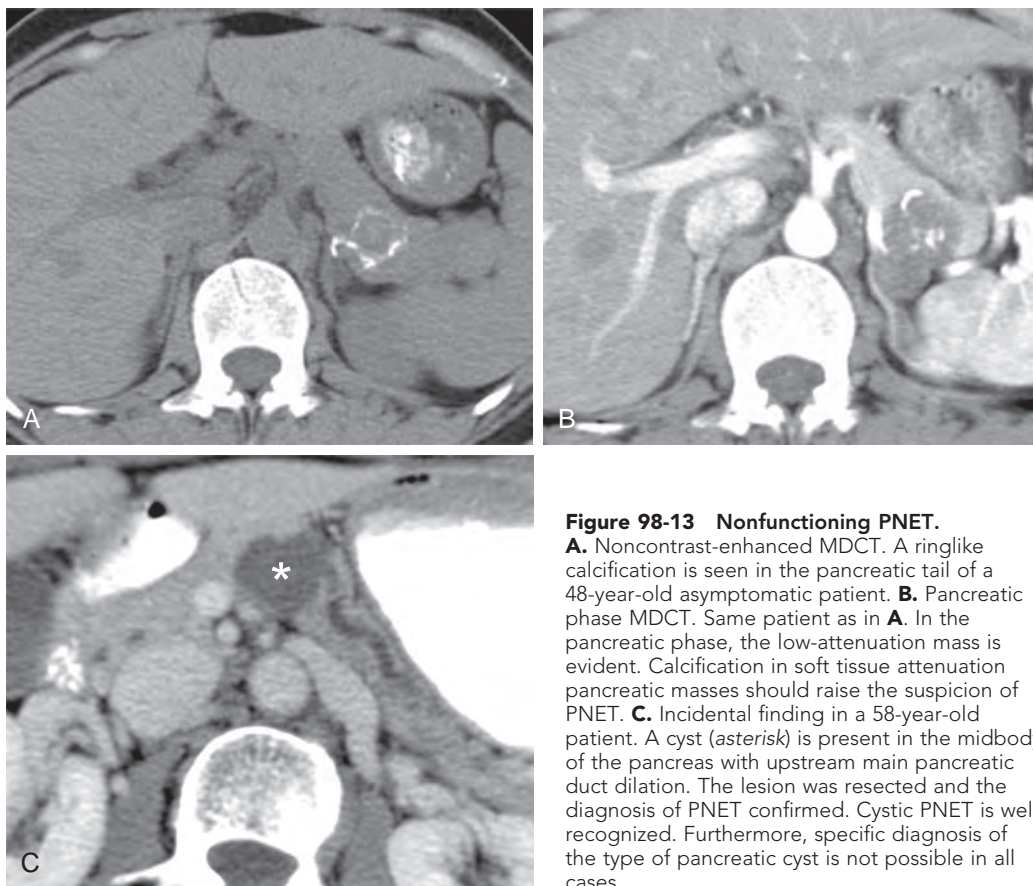 A
B
*
C
Figure 98-13 Nonfunctioning PNET.
A. Noncontrast-enhanced MDCT. A ringlike
calcification is seen in the pancreatic tail of a
48-year-old asymptomatic patient. B. Pancreatic
phase MDCT. Same patient as in A. In the
pancreatic phase, the low-attenuation mass is
evident. Calcification in soft tissue attenuation
pancreatic masses should raise the suspicion of
PNET. C. Incidental finding in a 58-year-old
patient. A cyst (asterisk) is present in the midbod
of the pancreas with upstream main pancreatic
duct dilation. The lesion was resected and the
diagnosis of PNET confirmed. Cystic PNET is wel
recognized. Furthermore, specific diagnosis of
the type of pancreatic cyst is not possible in all
cases